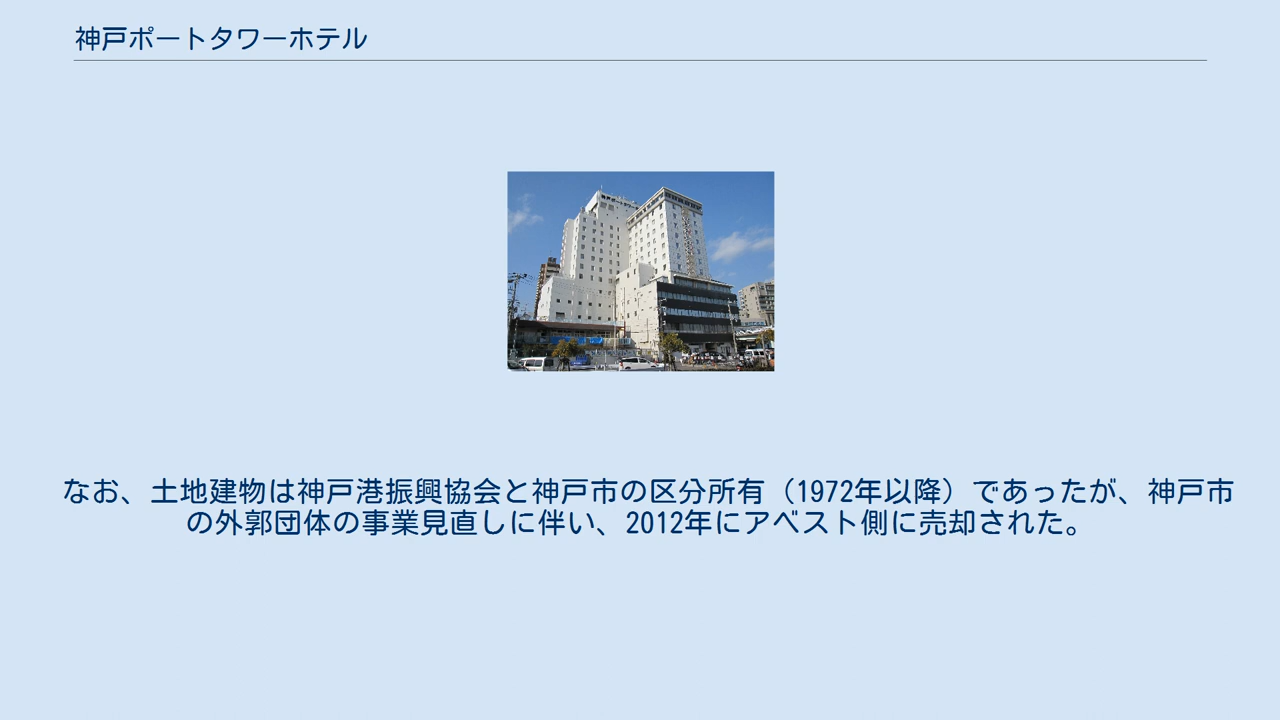 神戸ポートタワーホテル
なお、土地建物は神戸港振興協会と神戸市の区分所有（1972年以降）であったが、神戸市
の外郭団体の事業見直しに伴い、2012年にアベスト側に売却された。